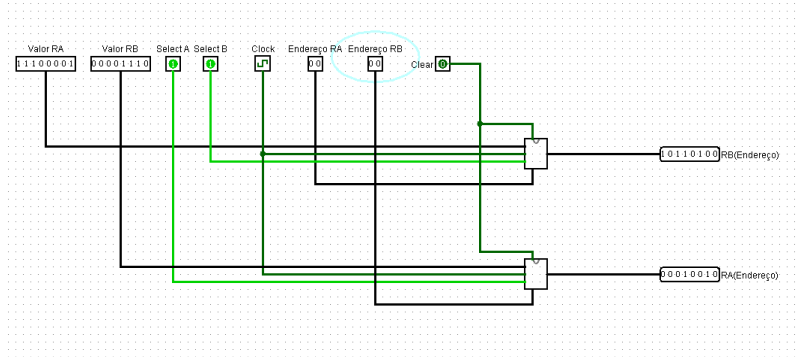 Valor RA Valor RB Select A Select B Clock Endereço RA Endereço RB
1 1 1 0 0 0 0 1 0 0 0 0 1 1 1 0 1 1 0 0 0 0 Clear 0
1 0 1 1 0 1 0 0 RB(Endereço)
0 0 0 1 0 0 1 0 RA(Endereço)